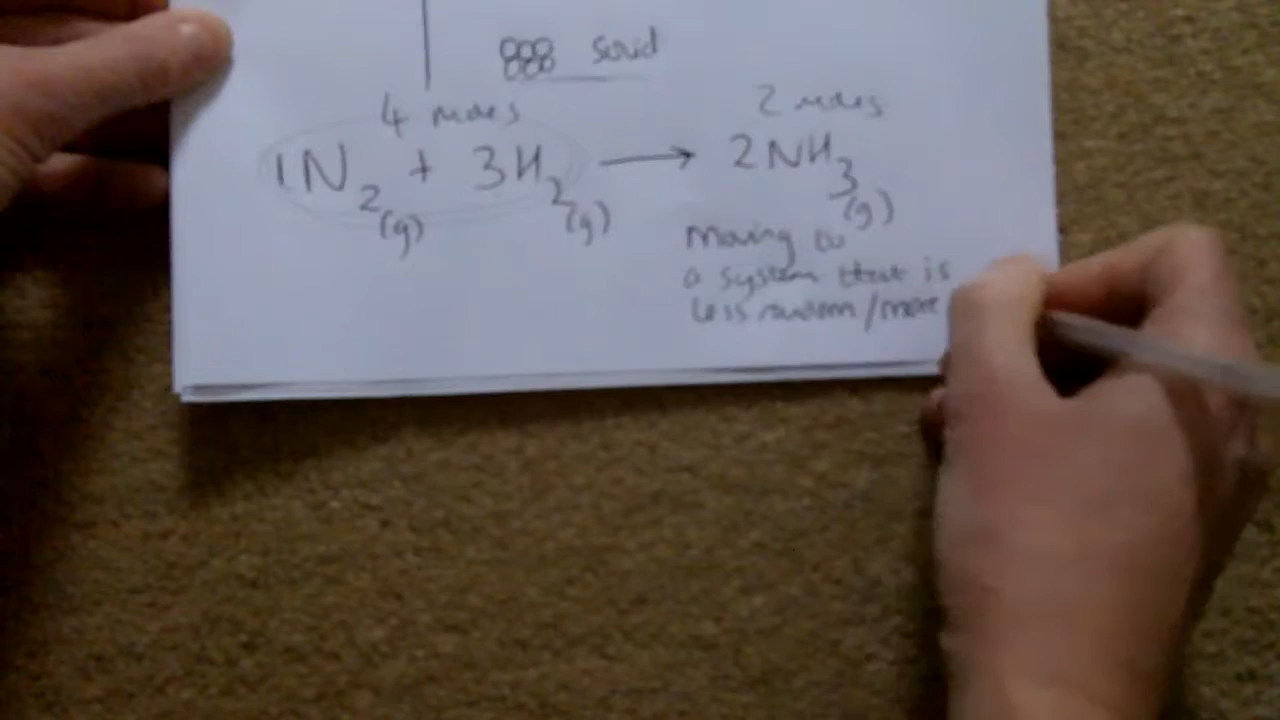 solid
4 moles 2 moles
1N2(g) + 3H2(g) → 2NH3(g)
moving to
a system that is
less random / more